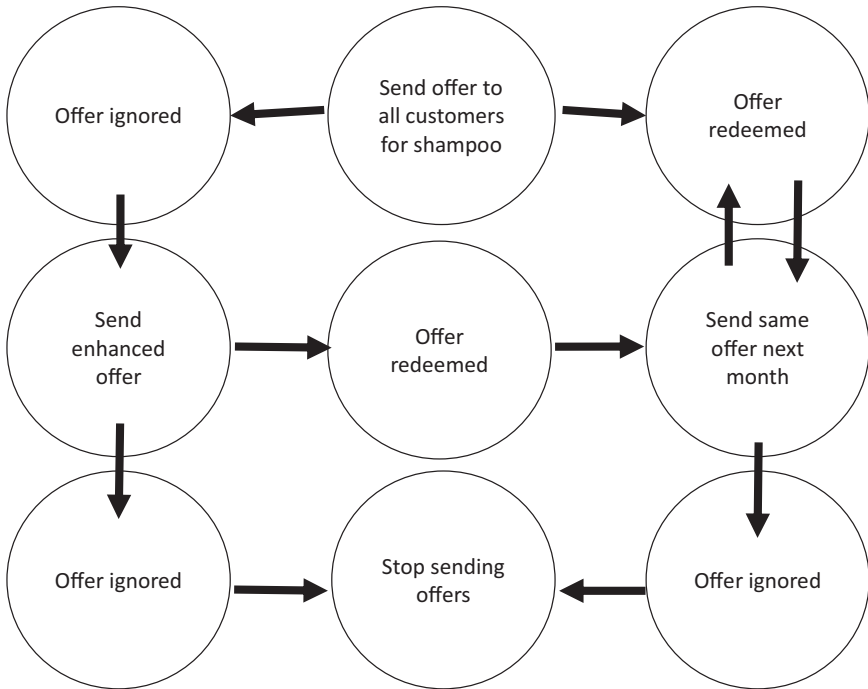 Offer ignored
Send offer to
all customers
for shampoo
Offer
redeemed
Send
enhanced
offer
Offer
redeemed
Send same
offer next
month
Offer ignored
Stop sending
offers
Offer ignored